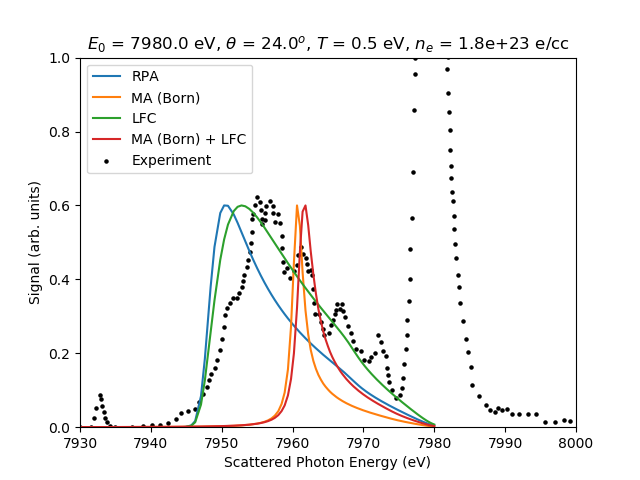 E₀ = 7980.0 eV, θ = 24.0ᵒ, T = 0.5 eV, nₑ = 1.8e+23 e/cc
1.0
RPA
MA (Born)
LFC
MA (Born) + LFC
Experiment
0.8
0.6
0.4
0.2
0.0
Signal (arb. units)
7930 7940 7950 7960 7970 7980 7990 8000
Scattered Photon Energy (eV)